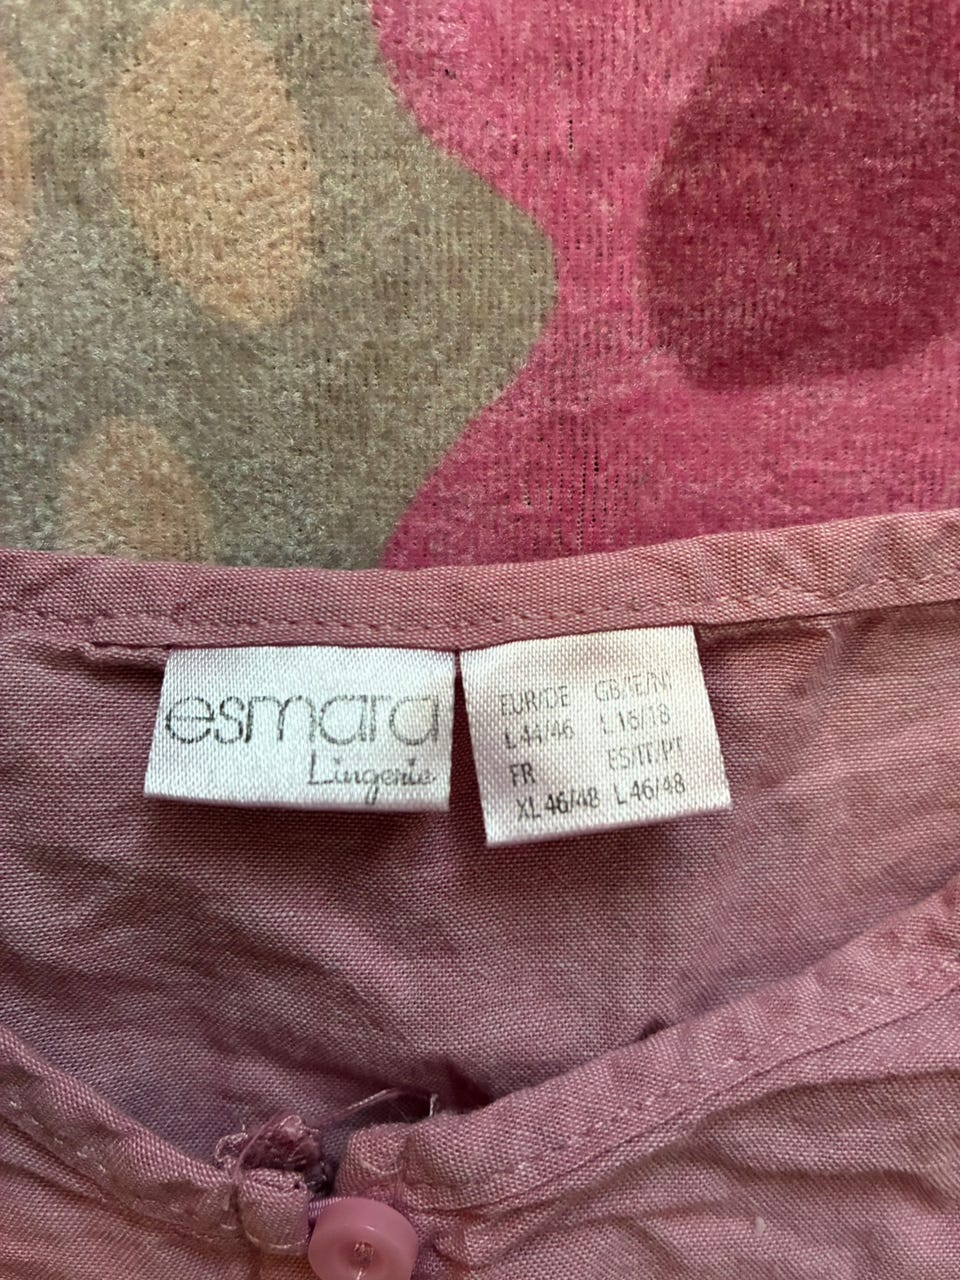 esmara
Lingerie
EUR/DE GB/IE/NI
L 44/46 L 16/18
FR ES/IT/PT
XL 46/48 L 46/48